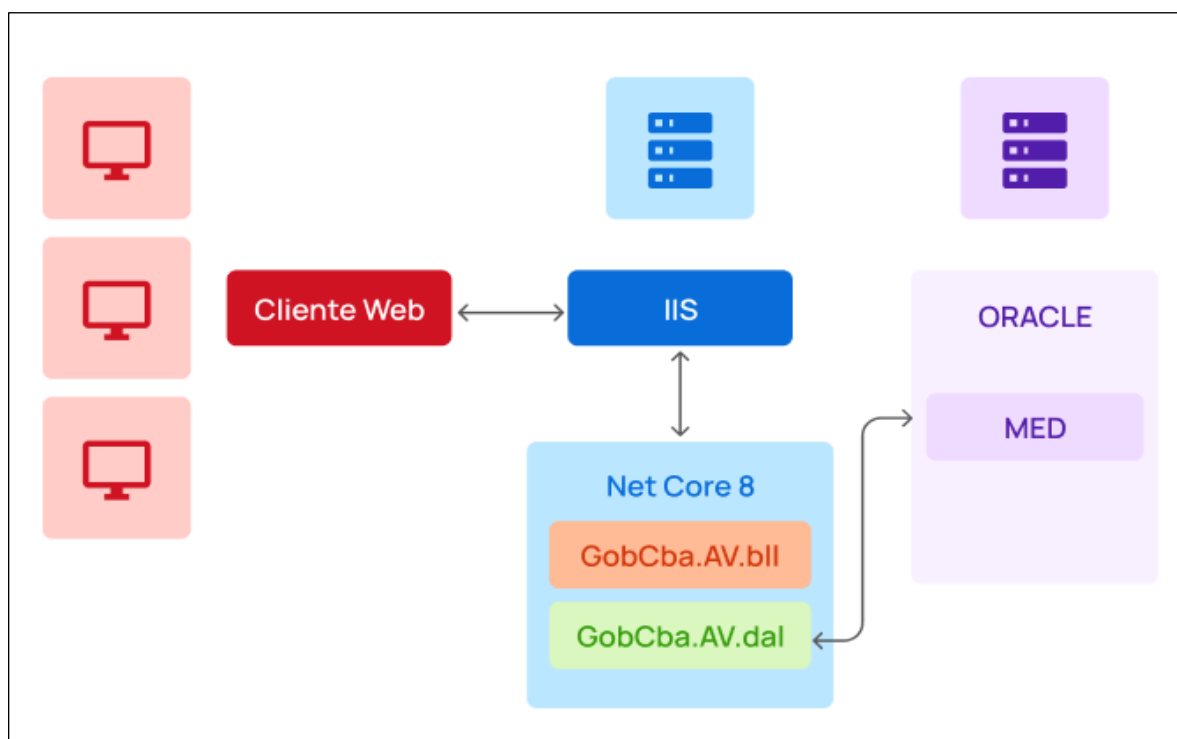 Cliente Web
IIS
ORACLE
MED
Net Core 8
GobCba.AV.bll
GobCba.AV.dal